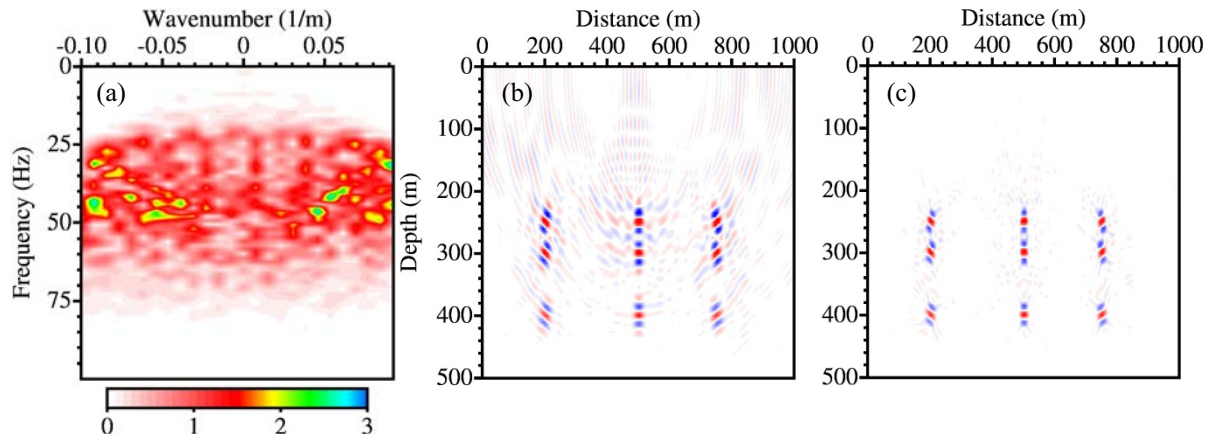 Wavenumber (1/m)
-0.10 -0.05 0 0.05
Frequency (Hz)
0
25
50
75
(a)
0 1 2 3
Distance (m)
0 200 400 600 800 1000
Depth (m)
0
100
200
300
400
500
(b)
Distance (m)
0 200 400 600 800 1000
0
100
200
300
400
500
(c)